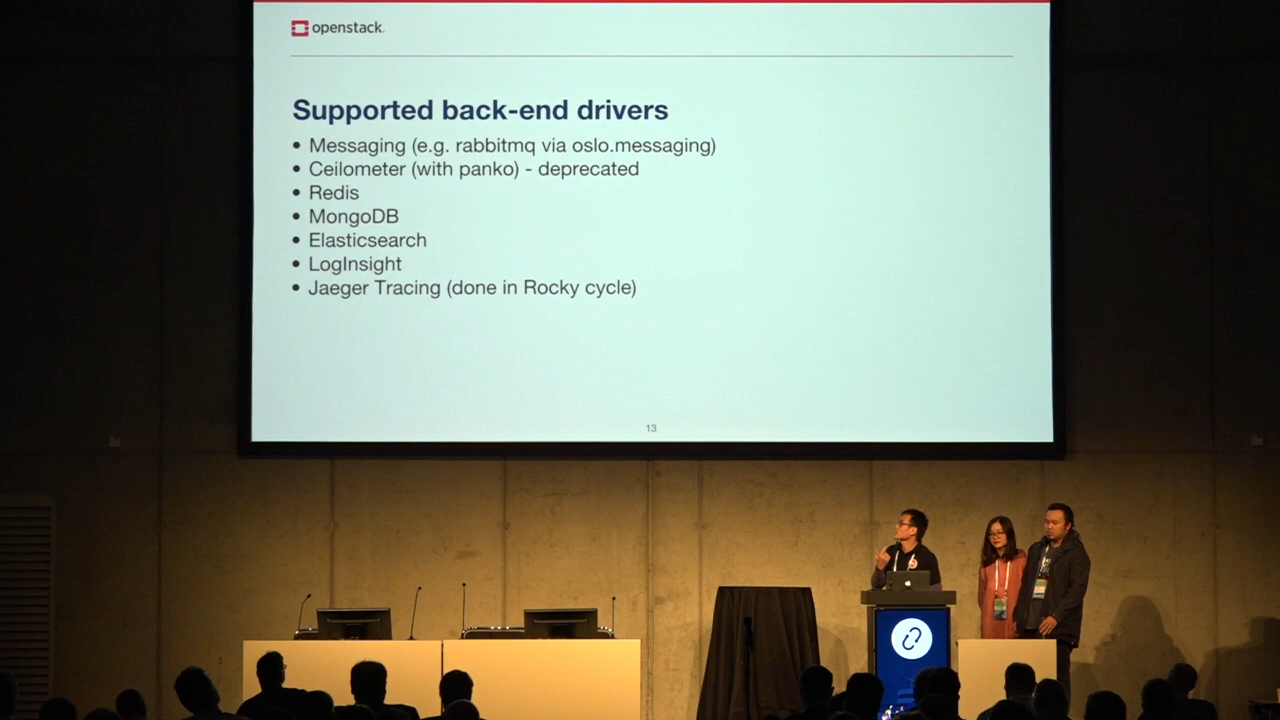 openstack.
Supported back-end drivers
• Messaging (e.g. rabbitmq via oslo.messaging)
• Ceilometer (with panko) - deprecated
• Redis
• MongoDB
• Elasticsearch
• LogInsight
• Jaeger Tracing (done in Rocky cycle)
13